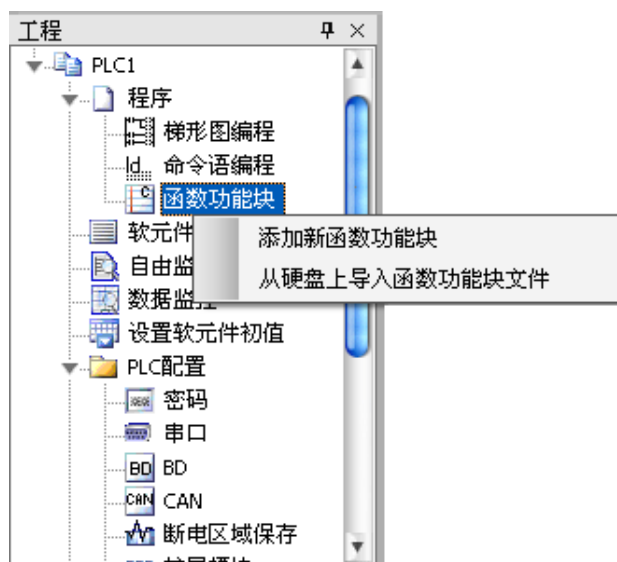 工程
PLC1
程序
梯形图编程
命令语编程
函数功能块
添加新函数功能块
从硬盘上导入函数功能块文件
软元件
自由监
数据监控
设置软元件初值
PLC配置
密码
串口
BD
CAN
断电区域保存